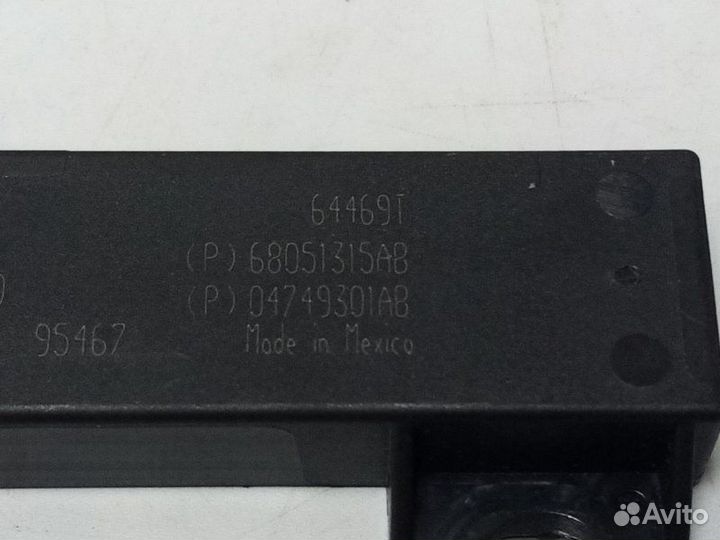 64469T
(P) 68051315AB
(P) 04749301AB
95467 Made in Mexico
Avito